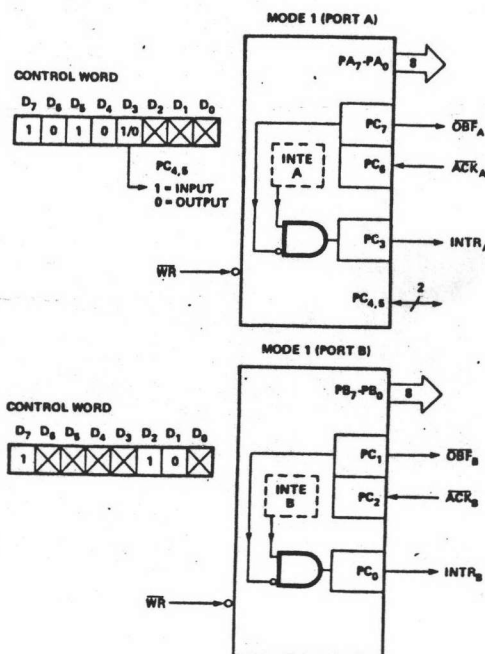 MODE 1 (PORT A)
PA7-PA0
8
CONTROL WORD
D7 D6 D5 D4 D3 D2 D1 D0
1 0 1 0 1/0
PC4,5
1 = INPUT
0 = OUTPUT
INTE
A
PC7
OBFA
PC6
ACKA
PC3
INTRA
WR
PC4,5
2
MODE 1 (PORT B)
PB7-PB0
8
CONTROL WORD
D7 D6 D5 D4 D3 D2 D1 D0
1 1 0
INTE
B
PC1
OBFB
PC2
ACKB
PC0
INTRB
WR